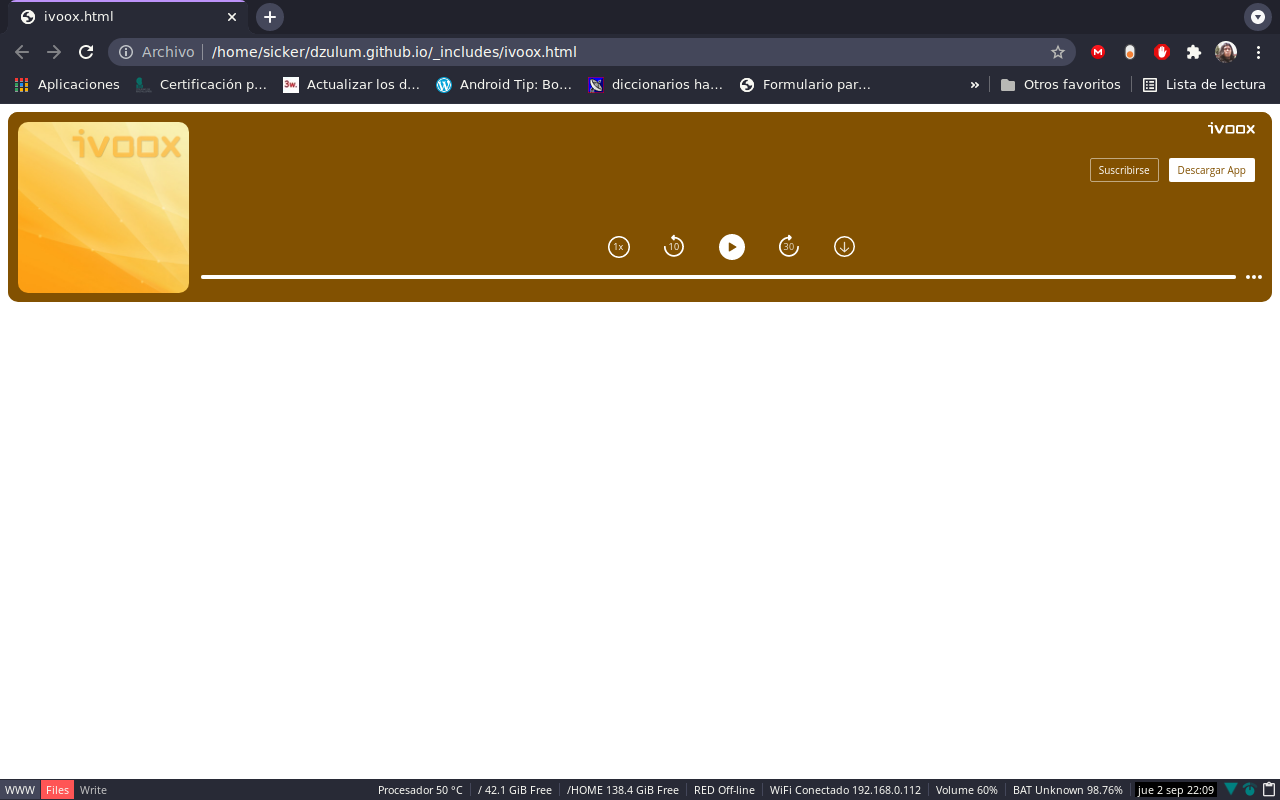 ivoox.html
Archivo /home/sicker/dzulum.github.io/_includes/ivoox.html
Aplicaciones Certificación p… 3w. Actualizar los d… Android Tip: Bo… diccionarios ha… Formulario par… » Otros favoritos Lista de lectura
ivoox
ivoox
Suscribirse Descargar App
1x 10 30
WWW Files Write Procesador 50 °C / 42.1 GiB Free /HOME 138.4 GiB Free RED Off-line WiFi Conectado 192.168.0.112 Volume 60% BAT Unknown 98.76% jue 2 sep 22:09